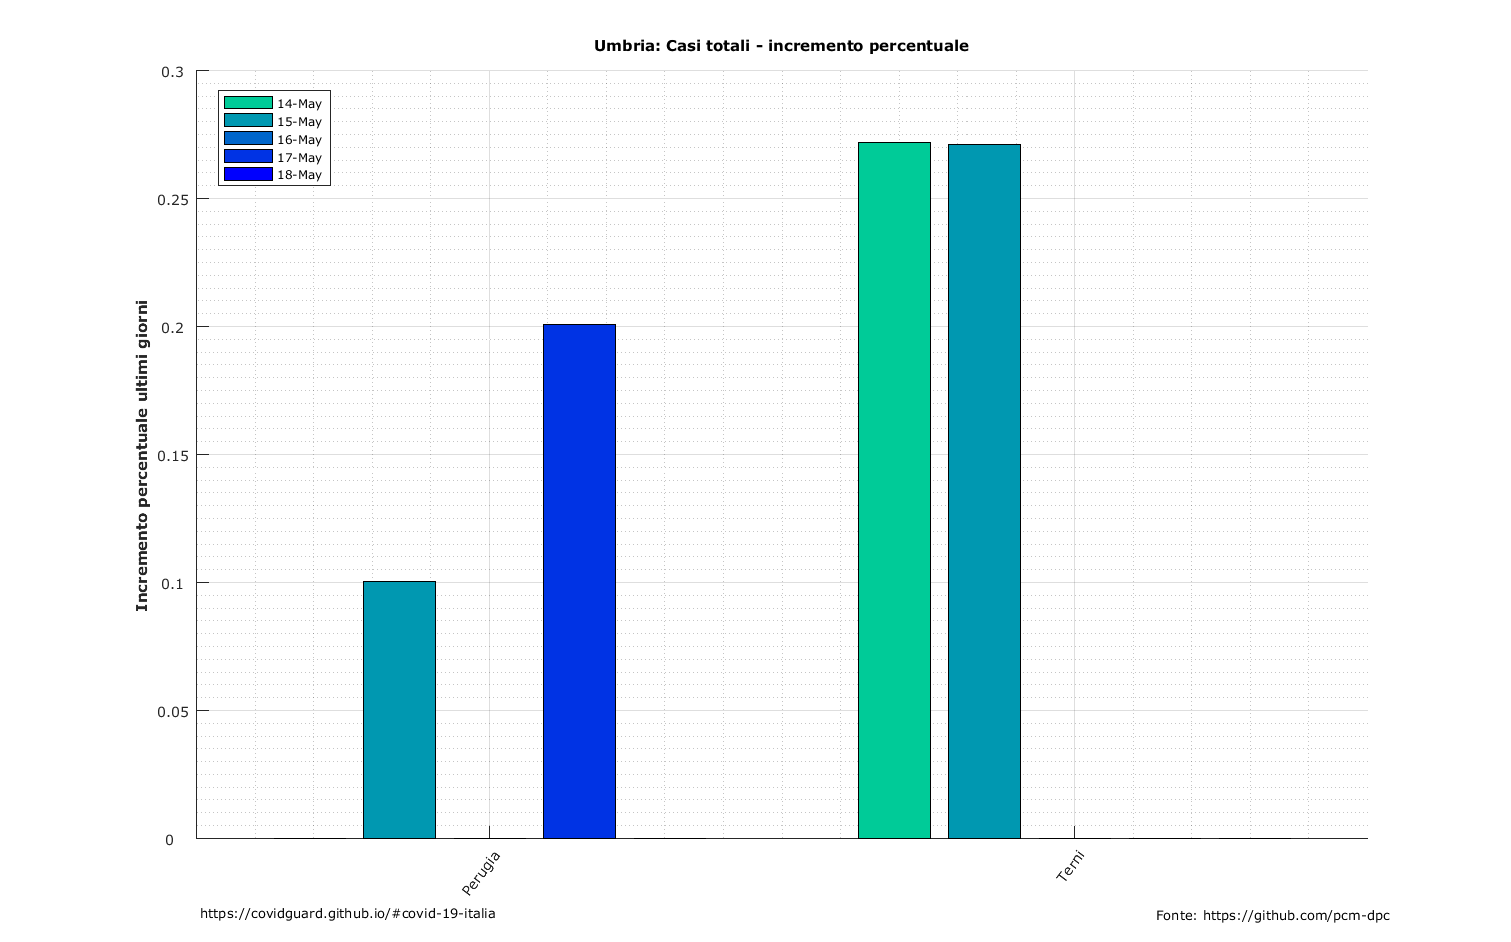 Umbria: Casi totali - incremento percentuale
0.3
0.25
0.2
0.15
0.1
0.05
0
Incremento percentuale ultimi giorni
14-May
15-May
16-May
17-May
18-May
Perugia
Terni
https://covidguard.github.io/#covid-19-italia
Fonte: https://github.com/pcm-dpc